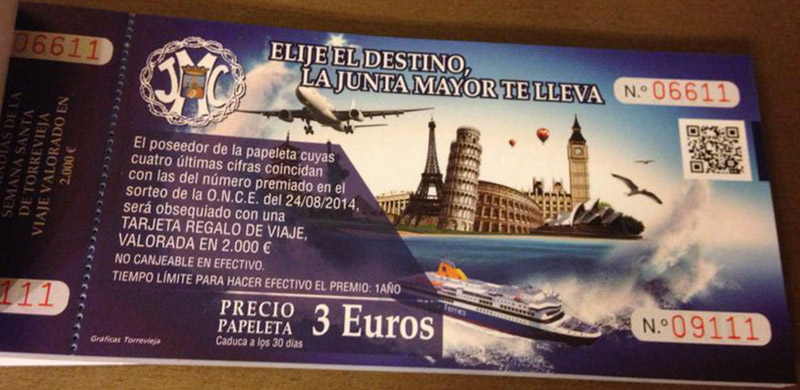 06611
...RADÍAS DE LA
SEMANA SANTA
DE TORREVIEJA
VIAJE VALORADO EN
2.000 €
111
JMC
ELIJE EL DESTINO,
LA JUNTA MAYOR TE LLEVA
N.º 06611
El poseedor de la papeleta cuyas
cuatro últimas cifras coincidan
con las del número premiado en el
sorteo de la O.N.C.E. del 24/08/2014,
será obsequiado con una
TARJETA REGALO DE VIAJE,
VALORADA EN 2.000 €
NO CANJEABLE EN EFECTIVO.
TIEMPO LÍMITE PARA HACER EFECTIVO EL PREMIO: 1AÑO
PRECIO
PAPELETA 3 Euros
Caduca a los 30 días
Gráficas Torrevieja
Ferries
N.º 09111